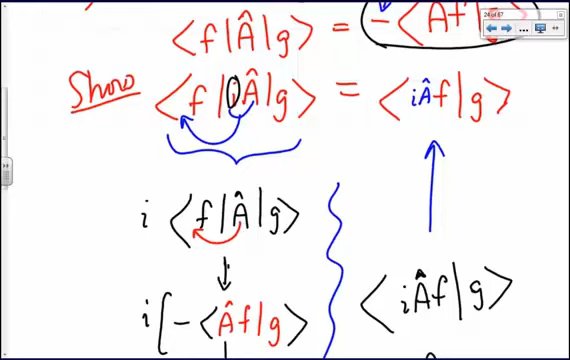 ⟨f|Â|g⟩ = -⟨Âf|g⟩
Show ⟨f|iÂ|g⟩ = ⟨iÂf|g⟩
i ⟨f|Â|g⟩
⟨iÂf|g⟩
i[-⟨Âf|g⟩